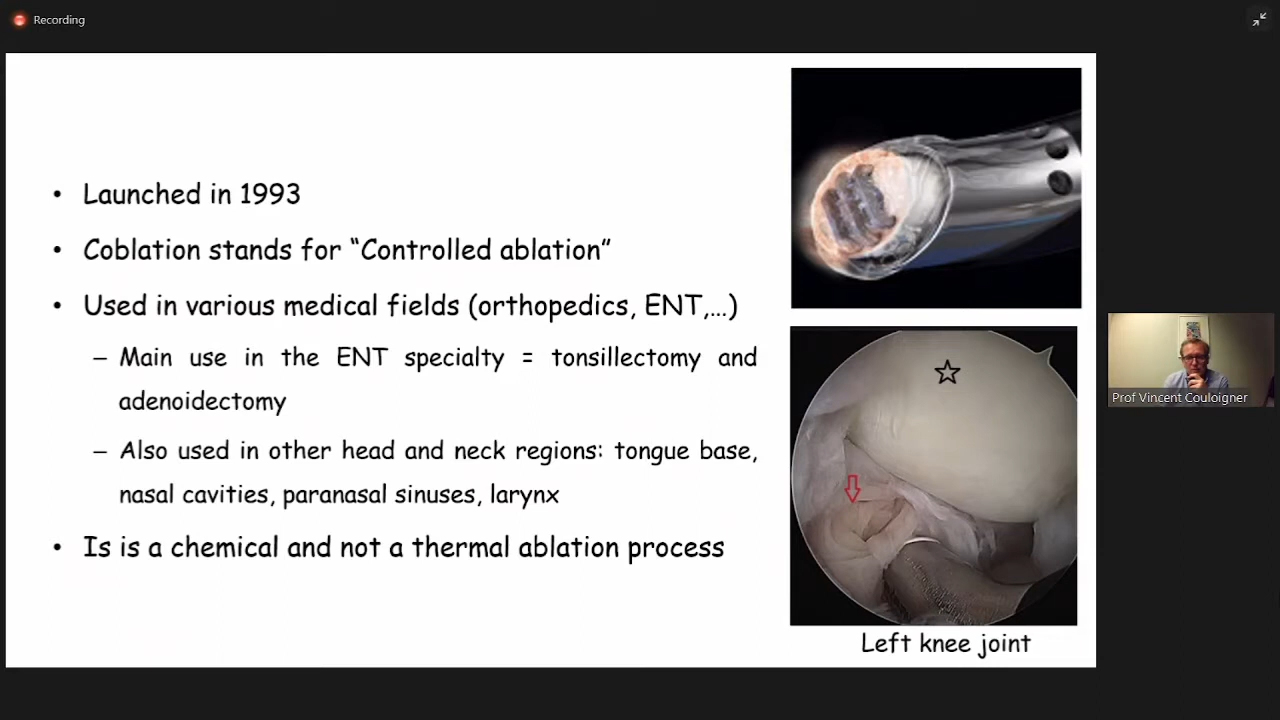 Recording
• Launched in 1993
• Coblation stands for “Controlled ablation”
• Used in various medical fields (orthopedics, ENT,…)
– Main use in the ENT specialty = tonsillectomy and
adenoidectomy
– Also used in other head and neck regions: tongue base,
nasal cavities, paranasal sinuses, larynx
• Is is a chemical and not a thermal ablation process
Left knee joint
Prof Vincent Couloigner